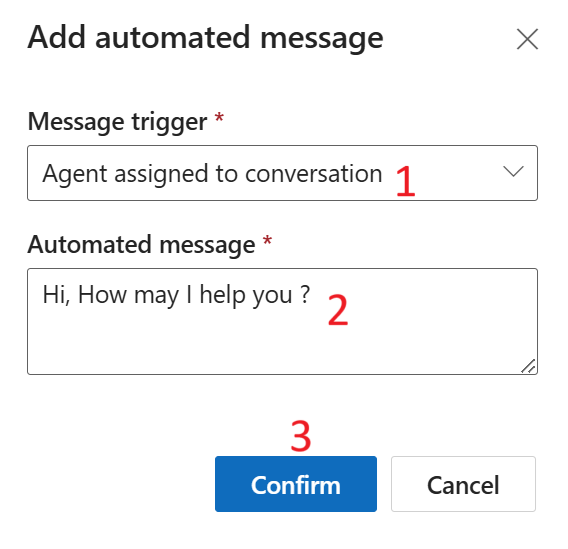 Add automated message
Message trigger *
Agent assigned to conversation 1
Automated message *
Hi, How may I help you ? 2
3
Confirm Cancel